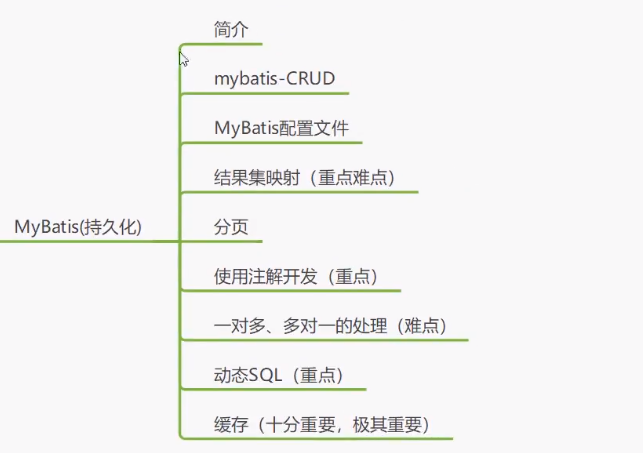 简介
mybatis-CRUD
MyBatis配置文件
结果集映射（重点难点）
MyBatis(持久化)
分页
使用注解开发（重点）
一对多、多对一的处理（难点）
动态SQL（重点）
缓存（十分重要，极其重要）